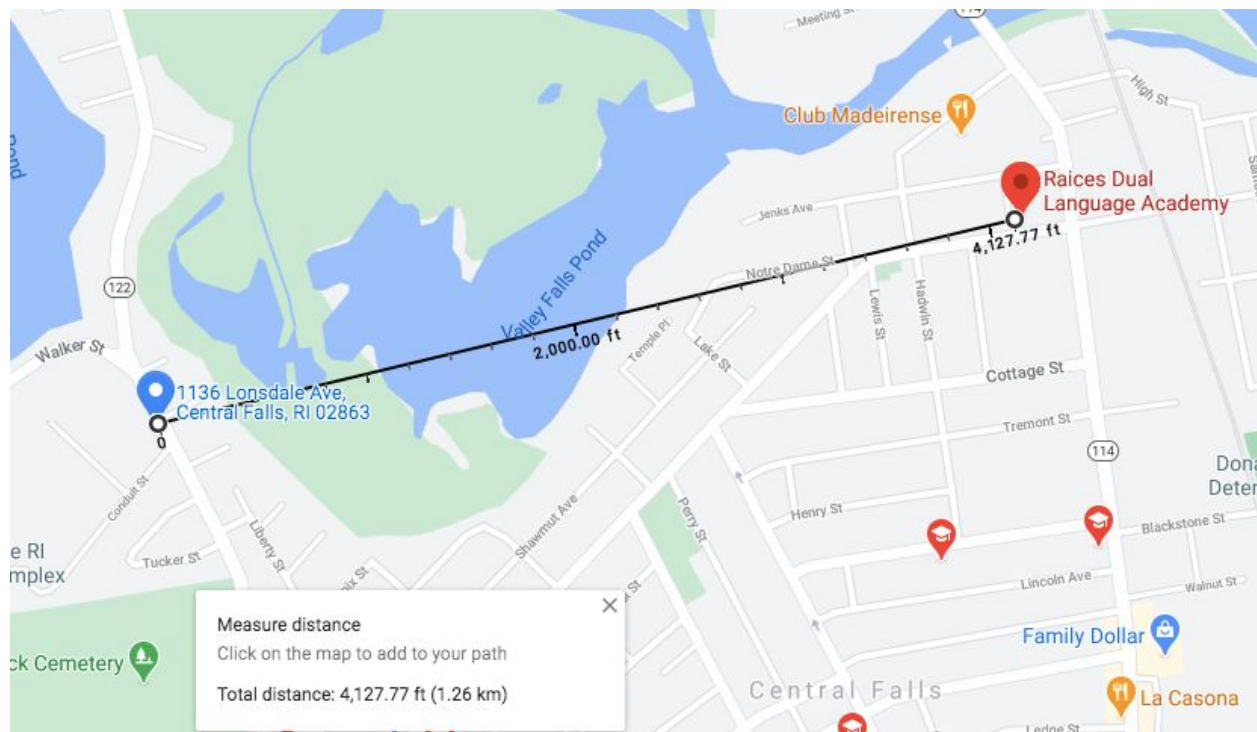 Meeting St
114
High St
Club Madeirense
Raices Dual
Language Academy
Jenks Ave
4,127.77 ft
Notre Dame St
Valley Falls Pond
122
2,000.00 ft
Temple Pl
Lewis St
Hadwin St
Walker St
Lake St
Cottage St
1136 Lonsdale Ave,
Central Falls, RI 02863
0
Tremont St
114
Conduit St
Perry St
Henry St
Blackstone St
Shawmut Ave
Liberty St
Tucker St
e RI
mplex
Lincoln Ave
Walnut St
Measure distance
Click on the map to add to your path
Total distance: 4,127.77 ft (1.26 km)
Family Dollar
ck Cemetery
Central Falls
La Casona
Ledge St
pond
Dona
Deter
nix St